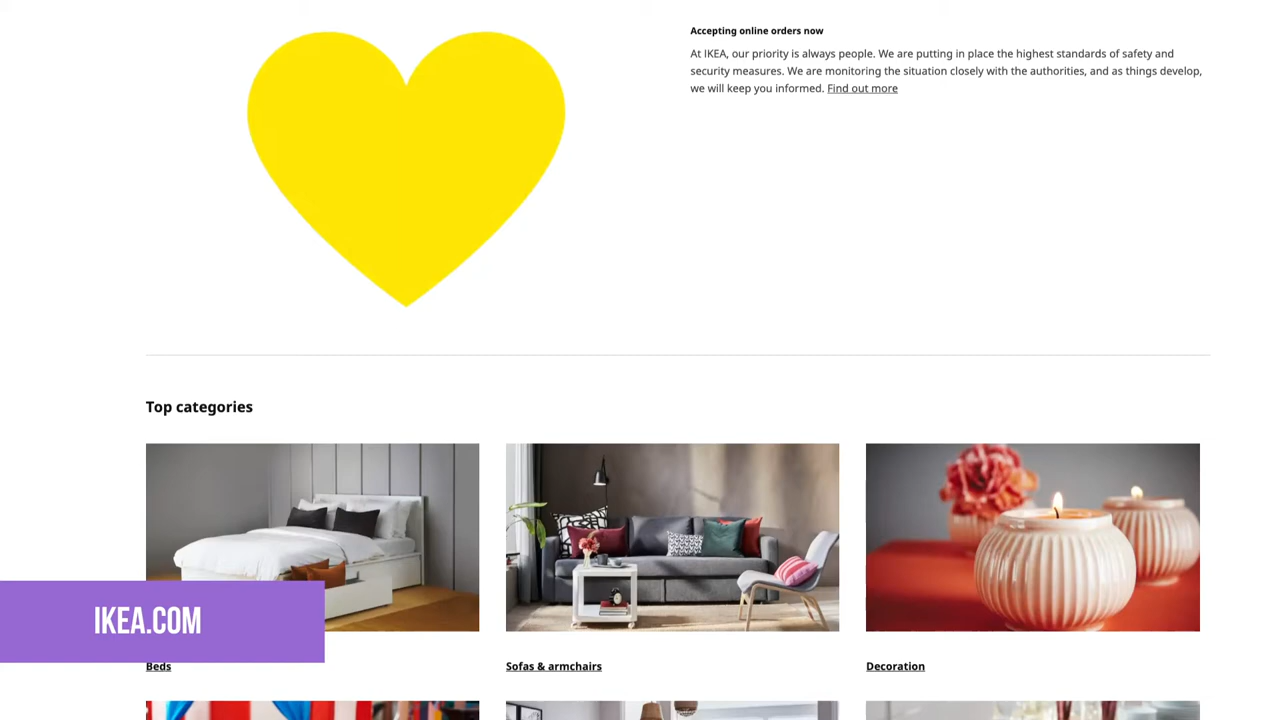 Accepting online orders now
At IKEA, our priority is always people. We are putting in place the highest standards of safety and
security measures. We are monitoring the situation closely with the authorities, and as things develop,
we will keep you informed. Find out more
Top categories
IKEA.COM
Beds
Sofas & armchairs
Decoration